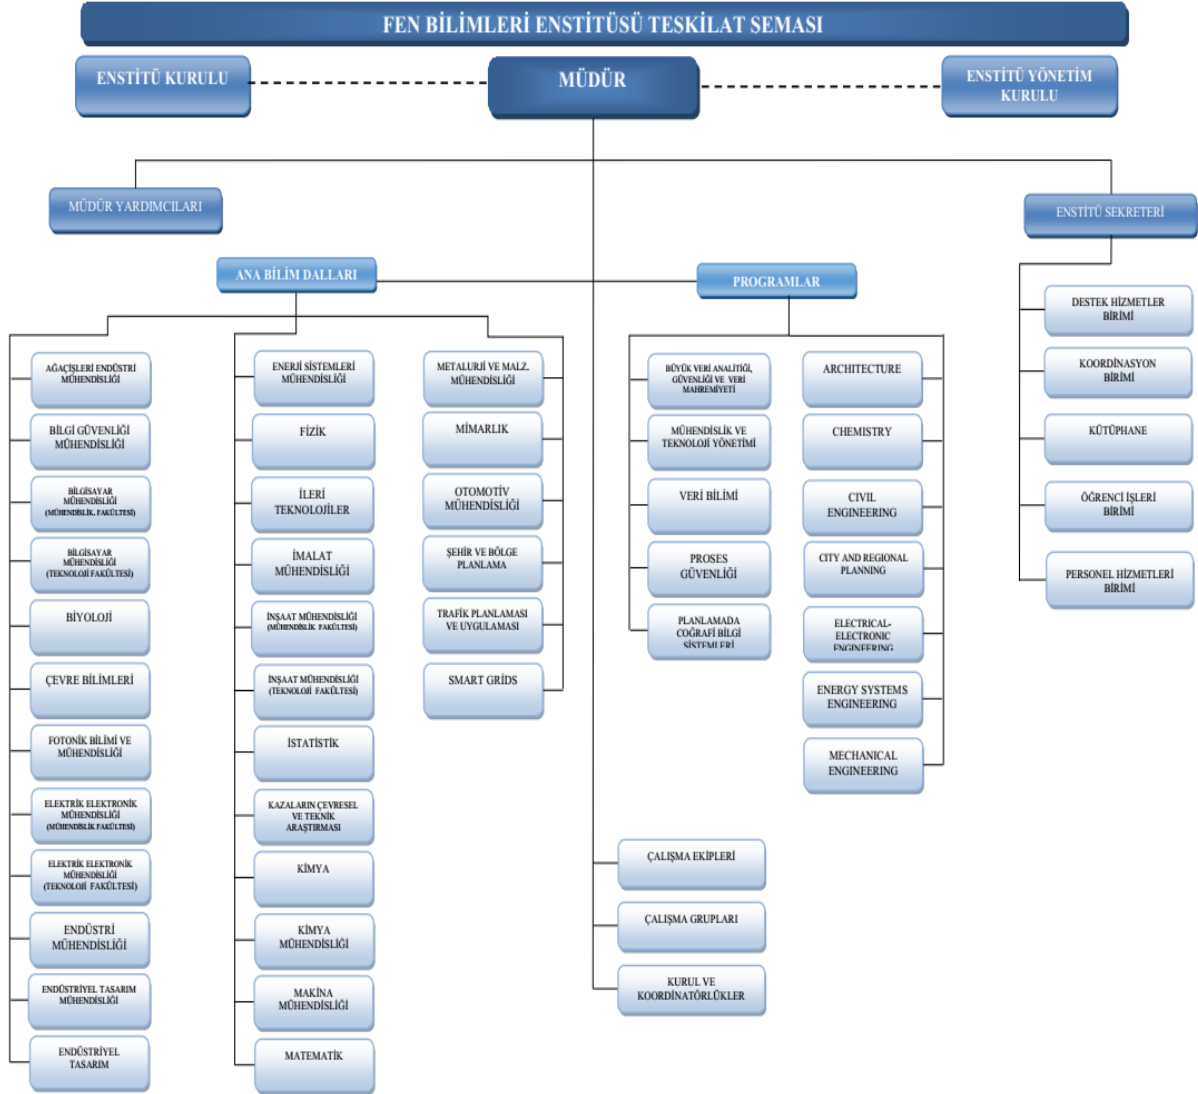 FEN BİLİMLERİ ENSTİTÜSÜ TEŞKİLAT ŞEMASI
ENSTİTÜ KURULU
MÜDÜR
ENSTİTÜ YÖNETİM
KURULU
MÜDÜR YARDIMCILARI
ENSTİTÜ SEKRETERİ
ANA BİLİM DALLARI
PROGRAMLAR
AĞAÇİŞLERİ ENDÜSTRİ
MÜHENDİSLİĞİ
BİLGİ GÜVENLİĞİ
MÜHENDİSLİĞİ
BİLGİSAYAR
MÜHENDİSLİĞİ
(MÜHENDİSLİK. FAKÜLTESİ)
BİLGİSAYAR
MÜHENDİSLİĞİ
(TEKNOLOJİ FAKÜLTESİ)
BİYOLOJİ
ÇEVRE BİLİMLERİ
FOTONİK BİLİMİ VE
MÜHENDİSLİĞİ
ELEKTRİK ELEKTRONİK
MÜHENDİSLİĞİ
(MÜHENDİSLİK FAKÜLTESİ)
ELEKTRİK ELEKTRONİK
MÜHENDİSLİĞİ
(TEKNOLOJİ FAKÜLTESİ)
ENDÜSTRİ
MÜHENDİSLİĞİ
ENDÜSTRİYEL TASARIM
MÜHENDİSLİĞİ
ENDÜSTRİYEL
TASARIM
ENERJİ SİSTEMLERİ
MÜHENDİSLİĞİ
FİZİK
İLERİ
TEKNOLOJİLER
İMALAT
MÜHENDİSLİĞİ
İNŞAAT MÜHENDİSLİĞİ
(MÜHENDİSLİK FAKÜLTESİ)
İNŞAAT MÜHENDİSLİĞİ
(TEKNOLOJİ FAKÜLTESİ)
İSTATİSTİK
KAZALARIN ÇEVRESEL
VE TEKNİK
ARAŞTIRMASI
KİMYA
KİMYA
MÜHENDİSLİĞİ
MAKİNA
MÜHENDİSLİĞİ
MATEMATİK
METALURJİ VE MALZ.
MÜHENDİSLİĞİ
MİMARLIK
OTOMOTİV
MÜHENDİSLİĞİ
ŞEHİR VE BÖLGE
PLANLAMA
TRAFİK PLANLAMASI
VE UYGULAMASI
SMART GRİDS
BÜYÜK VERİ ANALİTİĞİ,
GÜVENLİĞİ VE VERİ
MAHREMİYETİ
MÜHENDİSLİK VE
TEKNOLOJİ YÖNETİMİ
VERİ BİLİMİ
PROSES
GÜVENLİĞİ
PLANLAMADA
COĞRAFİ BİLGİ
SİSTEMLERİ
ARCHITECTURE
CHEMISTRY
CIVIL
ENGINEERING
CITY AND REGIONAL
PLANNING
ELECTRICAL-
ELECTRONIC
ENGINEERING
ENERGY SYSTEMS
ENGINEERING
MECHANICAL
ENGINEERING
DESTEK HİZMETLER
BİRİMİ
KOORDİNASYON
BİRİMİ
KÜTÜPHANE
ÖĞRENCİ İŞLERİ
BİRİMİ
PERSONEL HİZMETLERİ
BİRİMİ
ÇALIŞMA EKİPLERİ
ÇALIŞMA GRUPLARI
KURUL VE
KOORDİNATÖRLÜKLER